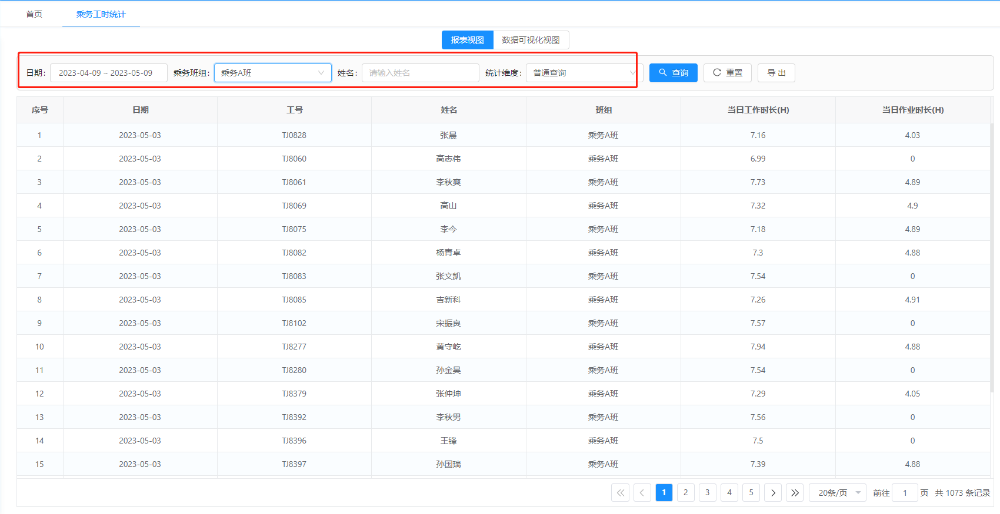 首页 乘务工时统计
报表视图 数据可视化视图
日期: 2023-04-09 ~ 2023-05-09 乘务班组: 乘务A班 姓名: 请输入姓名 统计维度: 普通查询 查询 重置 导出
序号 日期 工号 姓名 班组 当日工作时长(H) 当日作业时长(H)
1 2023-05-03 TJ0828 张晨 乘务A班 7.16 4.03
2 2023-05-03 TJ8060 高志伟 乘务A班 6.99 0
3 2023-05-03 TJ8061 李秋爽 乘务A班 7.73 4.89
4 2023-05-03 TJ8069 高山 乘务A班 7.32 4.9
5 2023-05-03 TJ8075 李今 乘务A班 7.18 4.89
6 2023-05-03 TJ8082 杨青卓 乘务A班 7.3 4.88
7 2023-05-03 TJ8083 张文凯 乘务A班 7.54 0
8 2023-05-03 TJ8085 吉新科 乘务A班 7.26 4.91
9 2023-05-03 TJ8102 宋振良 乘务A班 7.57 0
10 2023-05-03 TJ8277 黄守屹 乘务A班 7.94 4.88
11 2023-05-03 TJ8280 孙金昊 乘务A班 7.54 0
12 2023-05-03 TJ8379 张仲坤 乘务A班 7.29 4.05
13 2023-05-03 TJ8392 李秋男 乘务A班 7.56 0
14 2023-05-03 TJ8396 王锋 乘务A班 7.5 0
15 2023-05-03 TJ8397 孙国瑞 乘务A班 7.39 4.88
1 2 3 4 5 20条/页 前往 1 页 共 1073 条记录